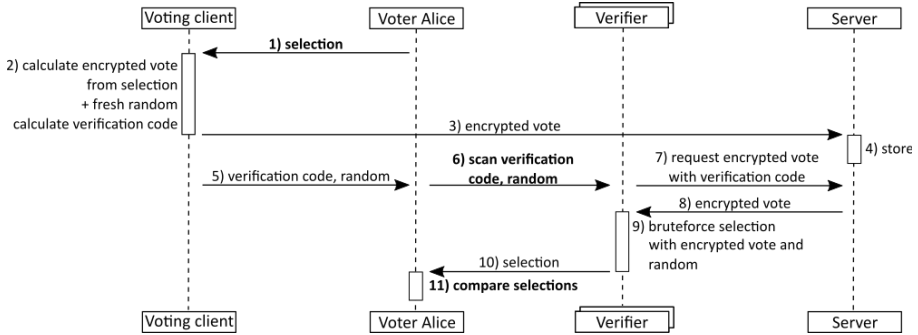 Voting client
Voter Alice
Verifier
Server
1) selection
2) calculate encrypted vote
from selection
+ fresh random
calculate verification code
3) encrypted vote
4) store
5) verification code, random
6) scan verification
code, random
7) request encrypted vote
with verification code
8) encrypted vote
9) bruteforce selection
with encrypted vote and
random
10) selection
11) compare selections
Voting client
Voter Alice
Verifier
Server